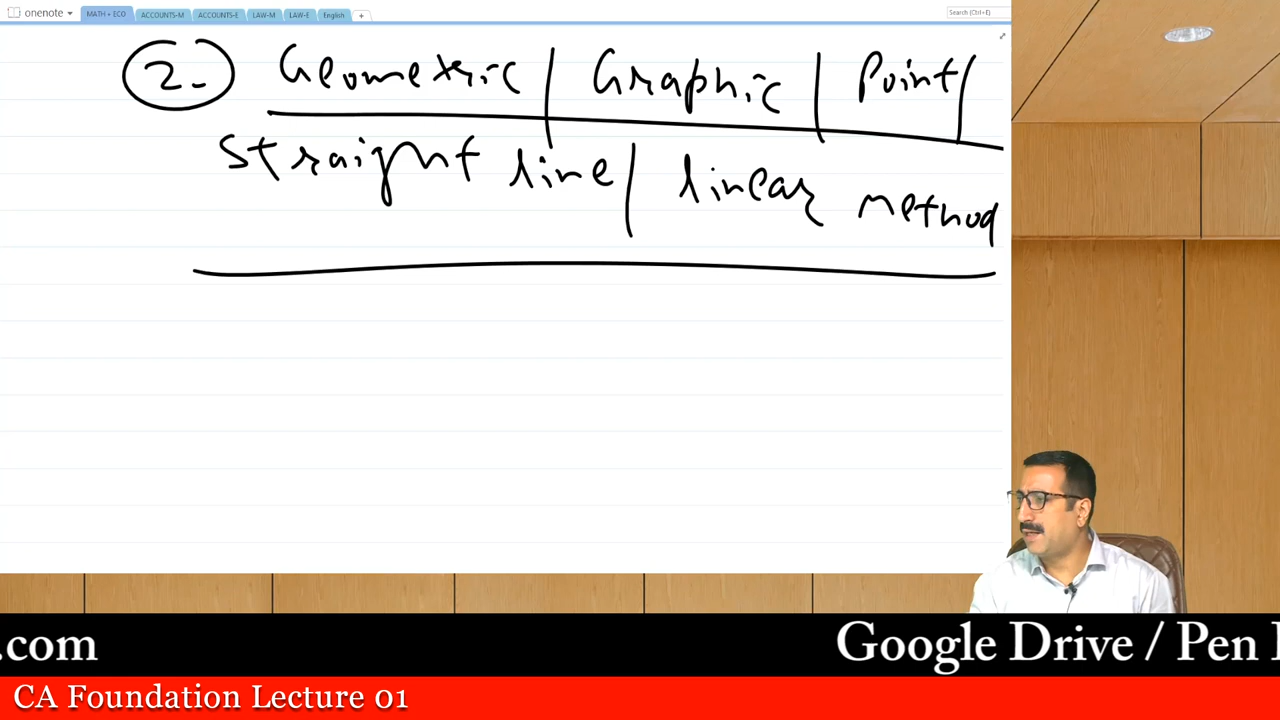 onenote MATH + ECO ACCOUNTS-M ACCOUNTS-E LAW-M LAW-E English + Search (Ctrl+E)
2. Geometric / Graphic / Point /
straight line / linear method
.com Google Drive / Pen
CA Foundation Lecture 01